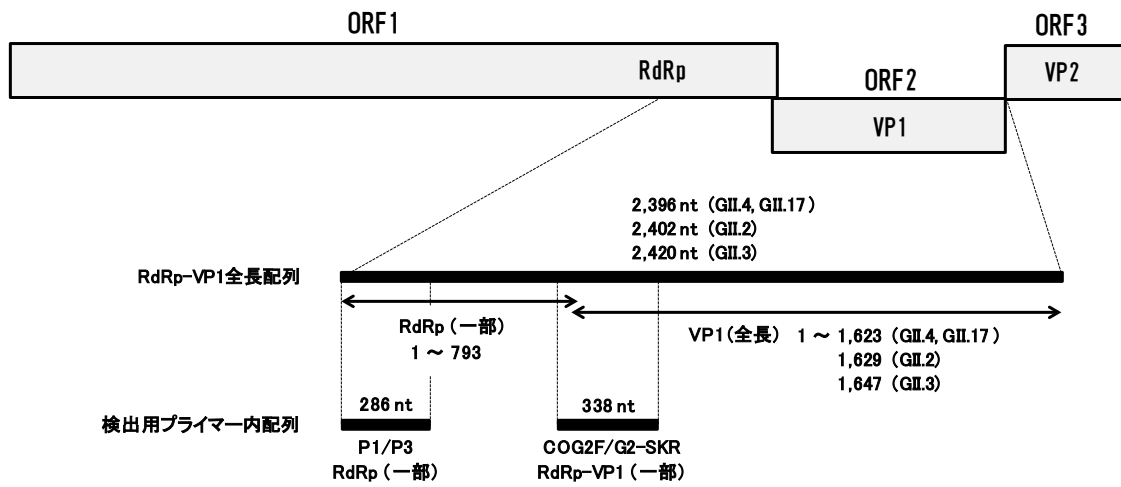 ORF1
ORF3
RdRp
ORF2
VP2
VP1
2,396 nt (GⅡ.4, GⅡ.17)
2,402 nt (GⅡ.2)
2,420 nt (GⅡ.3)
RdRp-VP1全長配列
RdRp (一部)
1 ~ 793
VP1(全長) 1 ~ 1,623 (GⅡ.4, GⅡ.17)
1,629 (GⅡ.2)
1,647 (GⅡ.3)
286 nt
338 nt
検出用プライマー内配列
P1/P3
RdRp (一部)
COG2F/G2-SKR
RdRp-VP1 (一部)